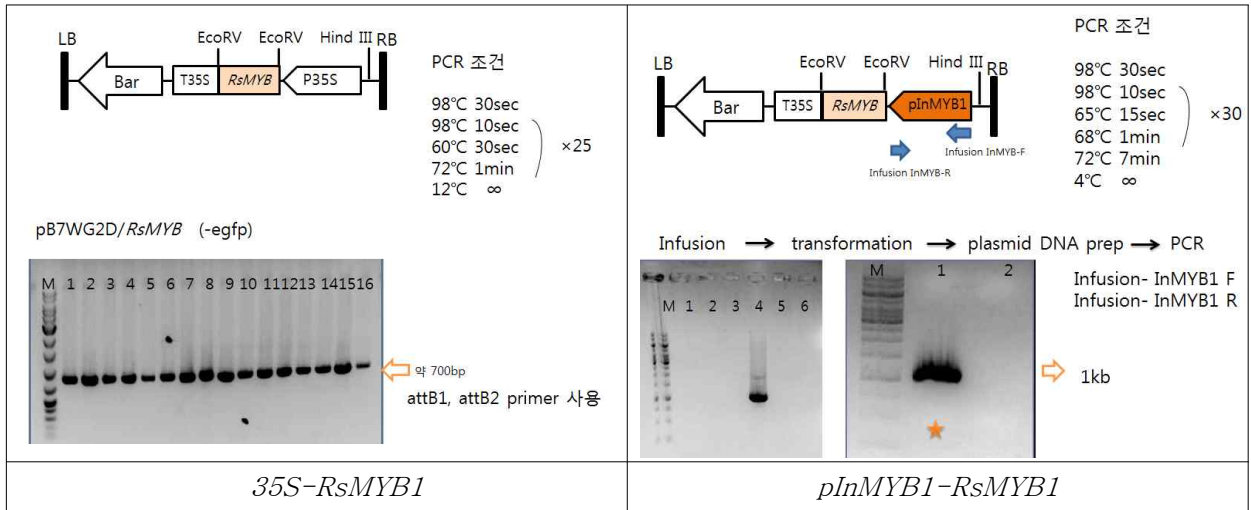 LB
EcoRV EcoRV Hind III RB
Bar T35S RsMYB P35S
PCR 조건
98℃ 30sec
98℃ 10sec
60℃ 30sec
72℃ 1min
12℃ ∞
×25
pB7WG2D/RsMYB (-egfp)
M 1 2 3 4 5 6 7 8 9 10 11 12 13 14 15 16
약 700bp
attB1, attB2 primer 사용
35S-RsMYB1
LB
EcoRV EcoRV Hind III RB
Bar T35S RsMYB pInMYB1
Infusion InMYB-F
Infusion InMYB-R
PCR 조건
98℃ 30sec
98℃ 10sec
65℃ 15sec
68℃ 1min
72℃ 7min
4℃ ∞
×30
Infusion → transformation → plasmid DNA prep → PCR
M 1 2 3 4 5 6
M 1 2
Infusion- InMYB1 F
Infusion- InMYB1 R
1kb
pInMYB1-RsMYB1